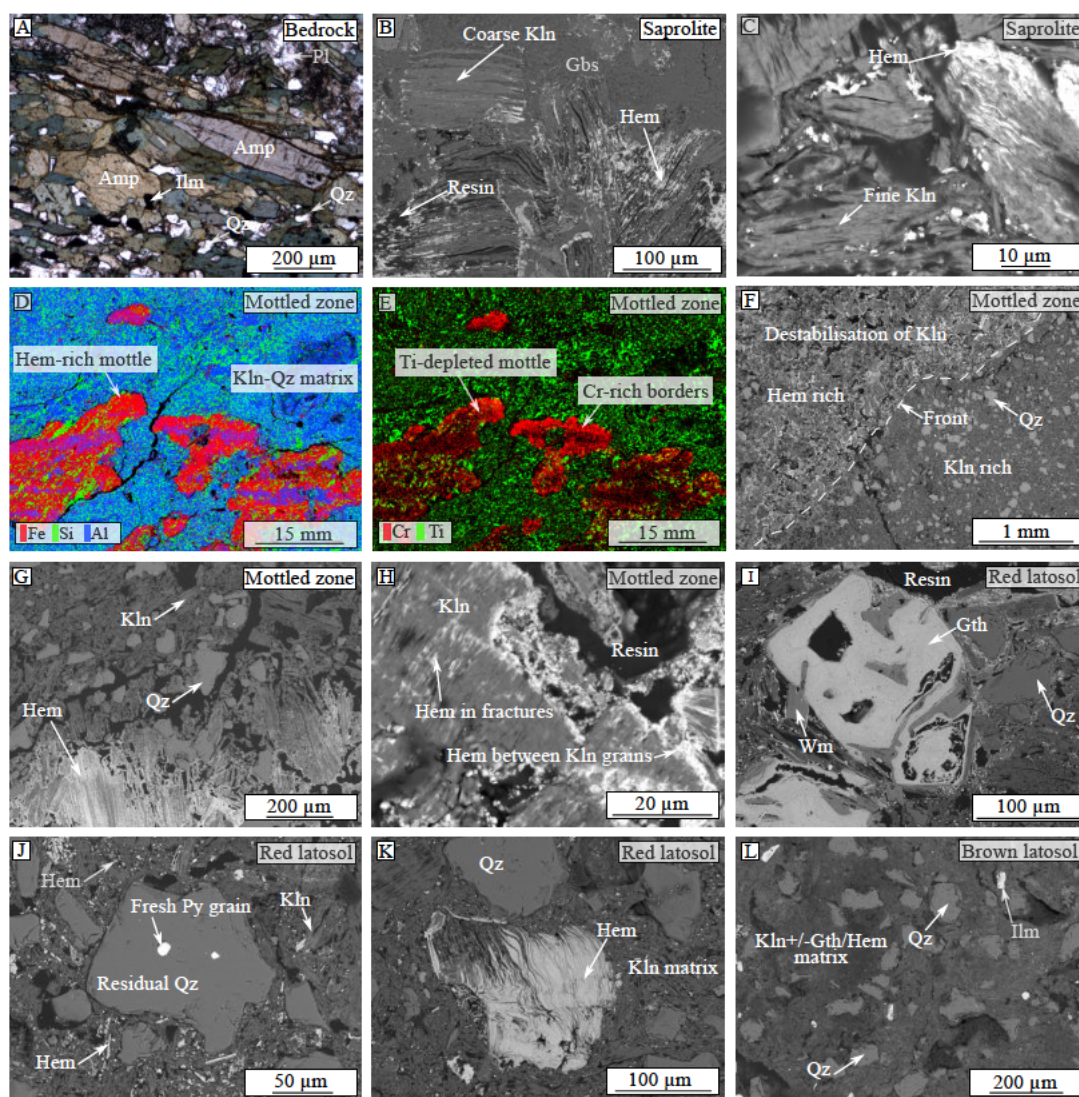 A
Bedrock
Pl
Amp
Amp
Ilm
Qz
Qz
200 µm
B
Saprolite
Coarse Kln
Gbs
Hem
Resin
100 µm
C
Saprolite
Hem
Fine Kln
10 µm
D
Mottled zone
Hem-rich mottle
Kln-Qz matrix
Fe Si Al
15 mm
E
Mottled zone
Ti-depleted mottle
Cr-rich borders
Cr Ti
15 mm
F
Mottled zone
Destabilisation of Kln
Hem rich
Front
Qz
Kln rich
1 mm
G
Mottled zone
Kln
Qz
Hem
200 µm
H
Mottled zone
Kln
Resin
Hem in fractures
Hem between Kln grains
20 µm
I
Resin
Red latosol
Gth
Qz
Wm
100 µm
J
Red latosol
Hem
Kln
Fresh Py grain
Residual Qz
Hem
50 µm
K
Red latosol
Qz
Hem
Kln matrix
100 µm
L
Brown latosol
Qz
Ilm
Kln+/-Gth/Hem
matrix
Qz
200 µm